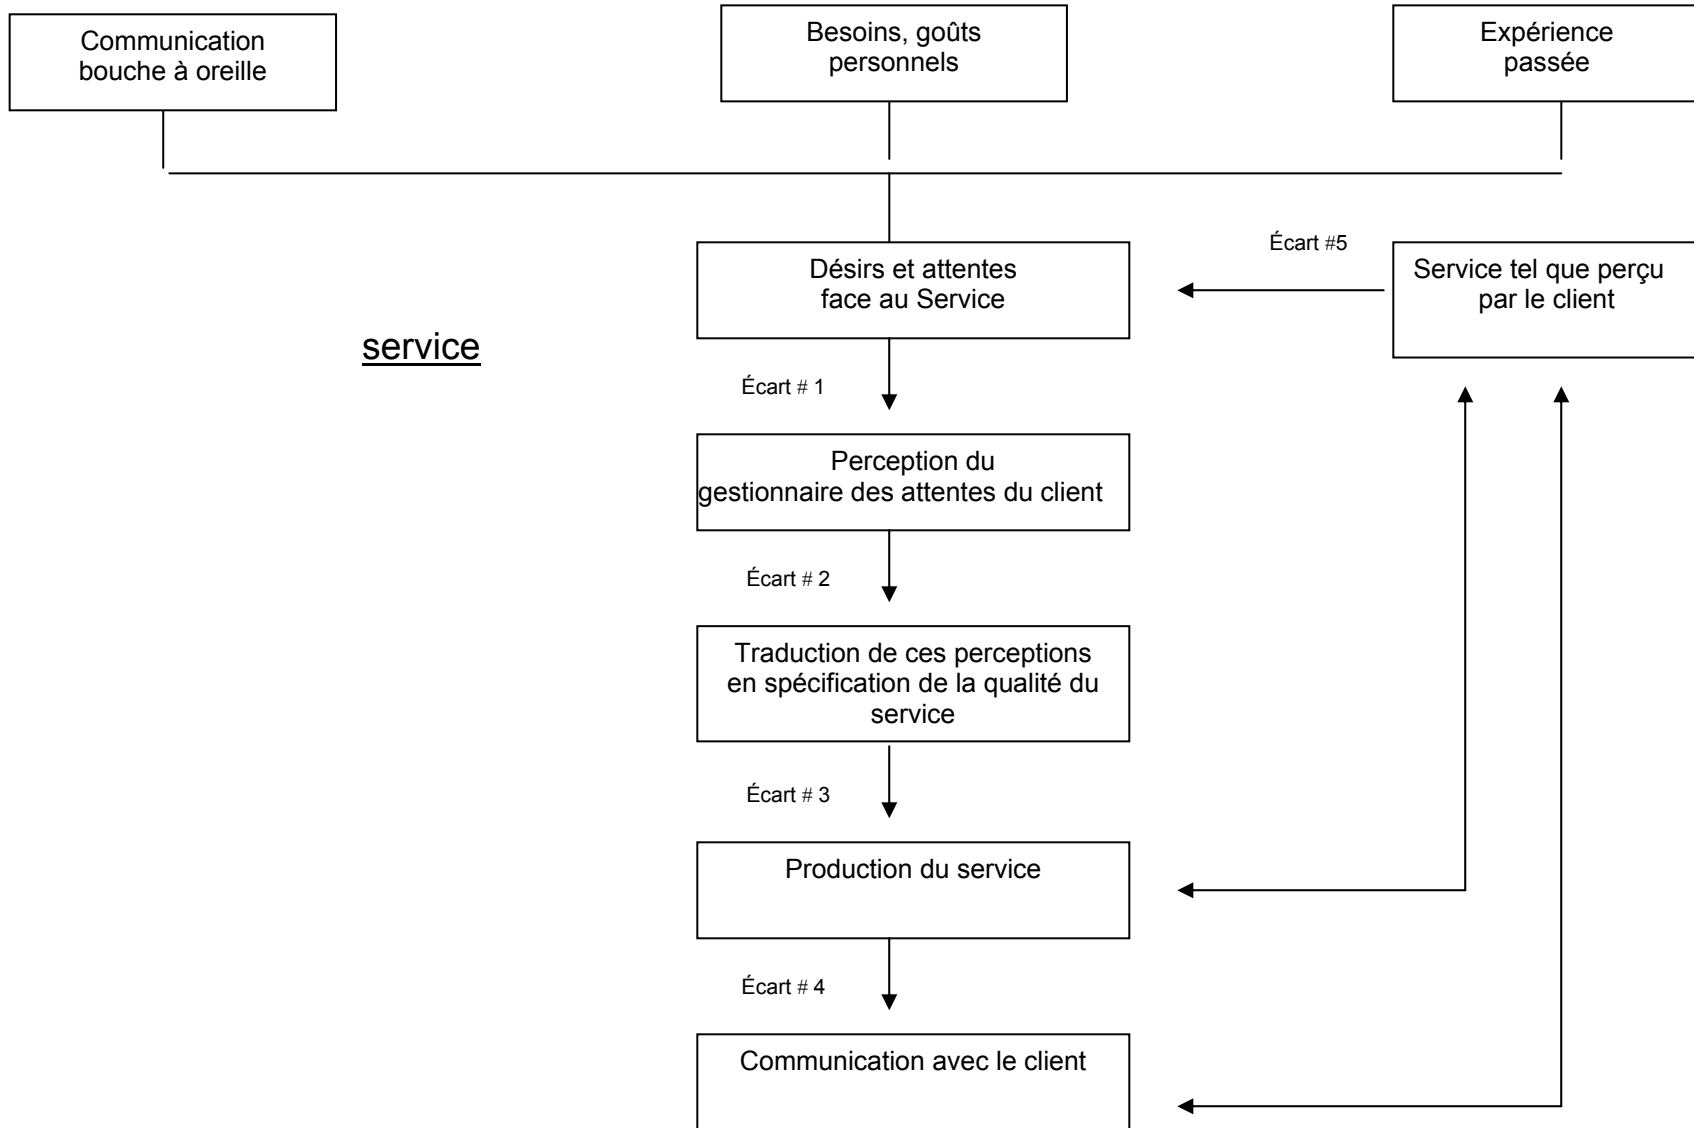 Communication
bouche à oreille
Besoins, goûts
personnels
Expérience
passée
Écart #5
Désirs et attentes
face au Service
Service tel que perçu
par le client
service
Écart # 1
Perception du
gestionnaire des attentes du client
Écart # 2
Traduction de ces perceptions
en spécification de la qualité du
service
Écart # 3
Production du service
Écart # 4
Communication avec le client